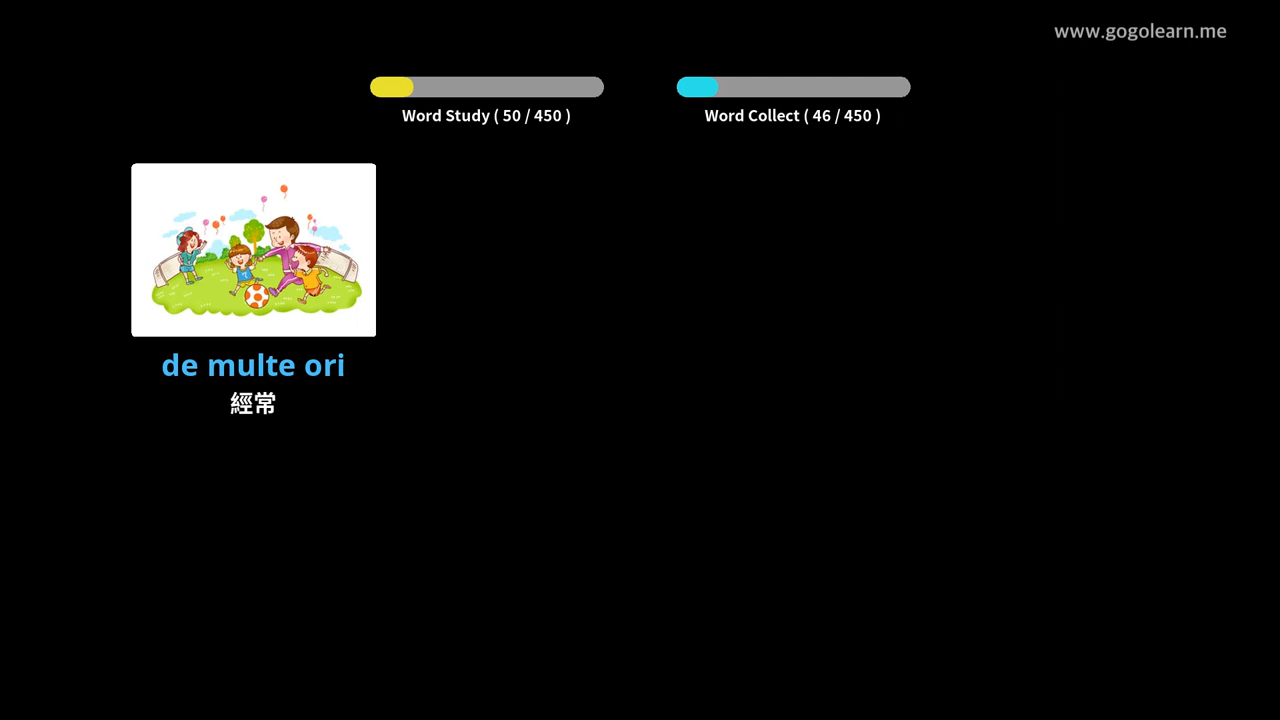 www.gogolearn.me
Word Study ( 50 / 450 )
Word Collect ( 46 / 450 )
de multe ori
經常